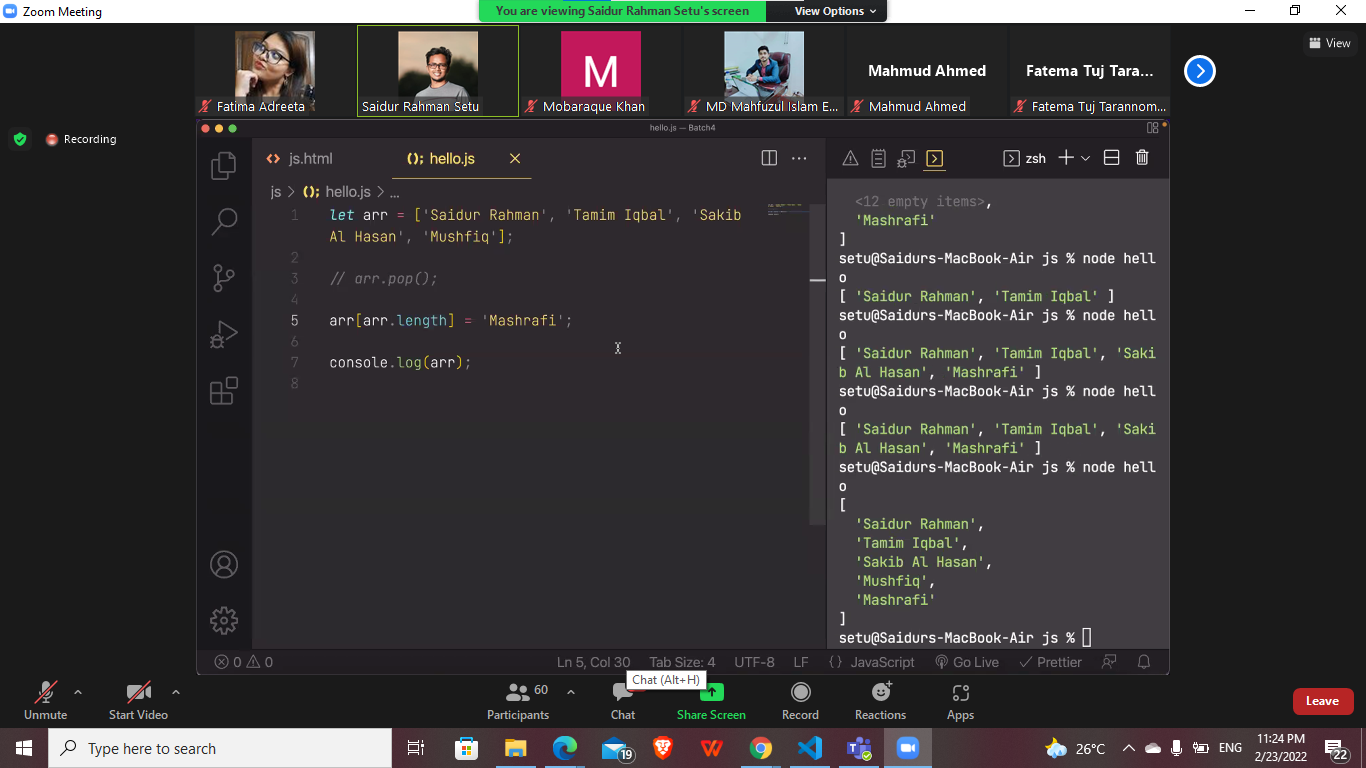 Zoom Meeting
You are viewing Saidur Rahman Setu's screen
View Options
Fatima Adreeta
Saidur Rahman Setu
M
Mobaraque Khan
MD Mahfuzul Islam E...
Mahmud Ahmed
Mahmud Ahmed
Fatema Tuj Tara...
Fatema Tuj Tarannom...
View
Recording
hello.js — Batch4
js.html
(); hello.js
zsh
js > (); hello.js > ...
1 let arr = ['Saidur Rahman', 'Tamim Iqbal', 'Sakib
Al Hasan', 'Mushfiq'];
2
3 // arr.pop();
4
5 arr[arr.length] = 'Mashrafi';
6
7 console.log(arr);
8
<12 empty items>,
'Mashrafi'
]
setu@Saidurs-MacBook-Air js % node hell
o
[ 'Saidur Rahman', 'Tamim Iqbal' ]
setu@Saidurs-MacBook-Air js % node hell
o
[ 'Saidur Rahman', 'Tamim Iqbal', 'Saki
b Al Hasan', 'Mashrafi' ]
setu@Saidurs-MacBook-Air js % node hell
o
[ 'Saidur Rahman', 'Tamim Iqbal', 'Saki
b Al Hasan', 'Mashrafi' ]
setu@Saidurs-MacBook-Air js % node hell
o
[
'Saidur Rahman',
'Tamim Iqbal',
'Sakib Al Hasan',
'Mushfiq',
'Mashrafi'
]
setu@Saidurs-MacBook-Air js %
0 0
Ln 5, Col 30
Tab Size: 4
UTF-8
LF
{ } JavaScript
Go Live
Prettier
Chat (Alt+H)
Unmute
Start Video
60
Participants
Chat
Share Screen
Record
Reactions
Apps
Leave
Type here to search
19
26°C
ENG
11:24 PM
2/23/2022
22